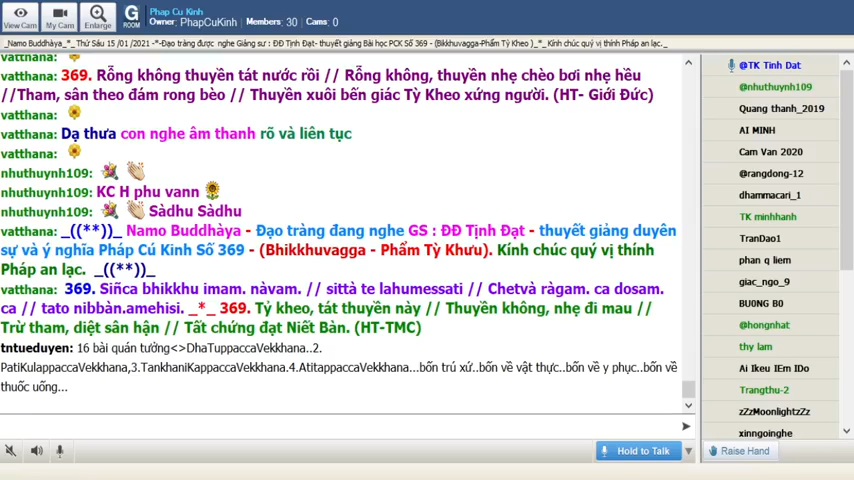 Phap Cu Kinh
Owner: PhapCuKinh Members: 30 Cams: 0
View Cam
My Cam
Enlarge
G
ROOM
_Namo Buddhàya_*_ Thứ Sáu 15 /01 /2021 -*-Đạo tràng được nghe Giảng sư : ĐĐ Tịnh Đạt- thuyết giảng Bài học PCK Số 369 - (Bikkhuvagga-Phẩm Tỳ Kheo )_*_ Kính chúc quý vị thính Pháp an lạc._
vatthana:
vatthana: 369. Rỗng không thuyền tát nước rồi // Rỗng không, thuyền nhẹ chèo bơi nhẹ hều
//Tham, sân theo đám rong bèo // Thuyền xuôi bến giác Tỳ Kheo xứng người. (HT- Giới Đức)
vatthana:
vatthana: Dạ thưa con nghe âm thanh rõ và liên tục
vatthana:
nhuthuynh109:
nhuthuynh109: KC H phu vann
nhuthuynh109: Sàdhu Sàdhu
vatthana: _((**))_ Namo Buddhàya - Đạo tràng đang nghe GS : ĐĐ Tịnh Đạt - thuyết giảng duyên
sự và ý nghĩa Pháp Cú Kinh Số 369 - (Bhikkhuvagga - Phẩm Tỳ Khưu). Kính chúc quý vị thính
Pháp an lạc. _((**))_
vatthana: 369. Siñca bhikkhu imam. nàvam. // sittà te lahumessati // Chetvà ràgam. ca dosam.
ca // tato nibbàn.amehisi. _*_ 369. Tỷ kheo, tát thuyền này // Thuyền không, nhẹ đi mau //
Trừ tham, diệt sân hận // Tất chứng đạt Niết Bàn. (HT-TMC)
tntueduyen: 16 bài quán tưởng<>DhaTuppaccaVekkhana..2.
PatiKulappaccaVekkhana,3.TankhaniKappaccaVekkhana.4.AtitappaccaVekkhana...bốn trú xứ..bốn về vật thực..bốn về y phục..bốn về
thuốc uống...
Hold to Talk
Raise Hand
@TK Tinh Dat
@nhuthuynh109
Quang thanh_2019
AI MINH
Cam Van 2020
@rangdong-12
dhammacari_1
TK minhhanh
TranDao1
phan q liem
giac_ngo_9
BU0NG B0
@hongnhat
thy lam
Ai Ikeu IEm IDo
Trangthu-2
zZzMoonlightzZz
xinngoinghe